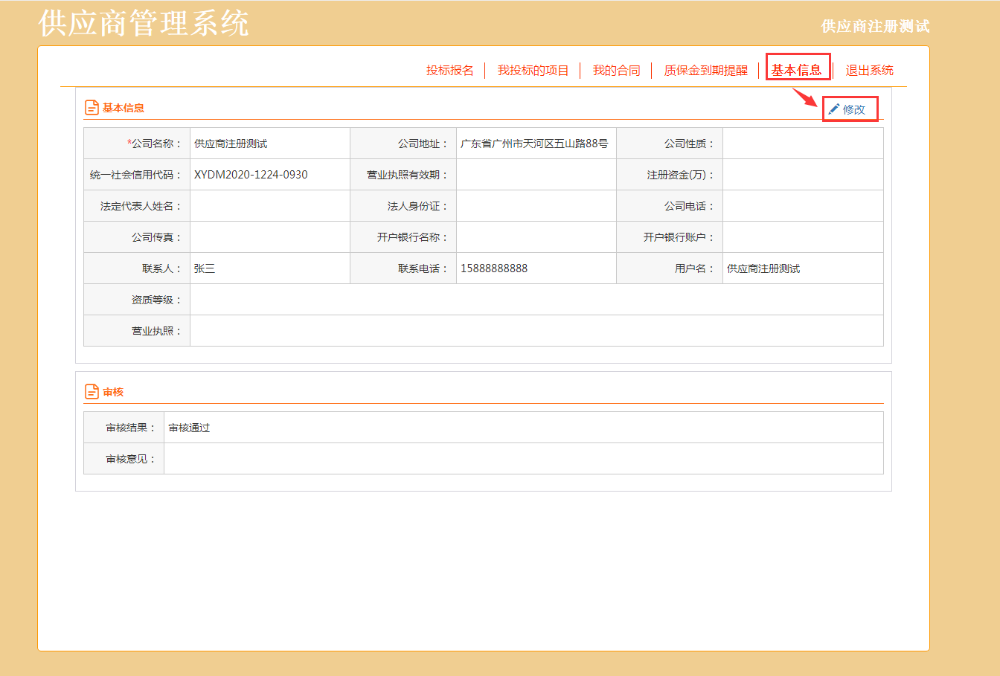 供应商管理系统
供应商注册测试
投标报名 我投标的项目 我的合同 质保金到期提醒 基本信息 退出系统
基本信息 修改
*公司名称： 供应商注册测试 公司地址： 广东省广州市天河区五山路88号 公司性质：
统一社会信用代码： XYDM2020-1224-0930 营业执照有效期： 注册资金(万)：
法定代表人姓名： 法人身份证： 公司电话：
公司传真： 开户银行名称： 开户银行账户：
联系人： 张三 联系电话： 15888888888 用户名： 供应商注册测试
资质等级：
营业执照：
审核
审核结果： 审核通过
审核意见：